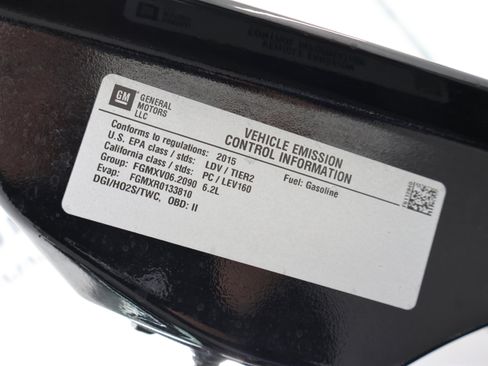 GM
GENERAL
MOTORS
LLC
VEHICLE EMISSION
CONTROL INFORMATION
Conforms to regulations: 2015
U.S. EPA class / stds: LDV / TIER2
California class / stds: PC / LEV160
Group: FGMXV06.2090 6.2L
Evap: FGMXR0133810
DGI/HO2S/TWC, OBD: II
Fuel: Gasoline